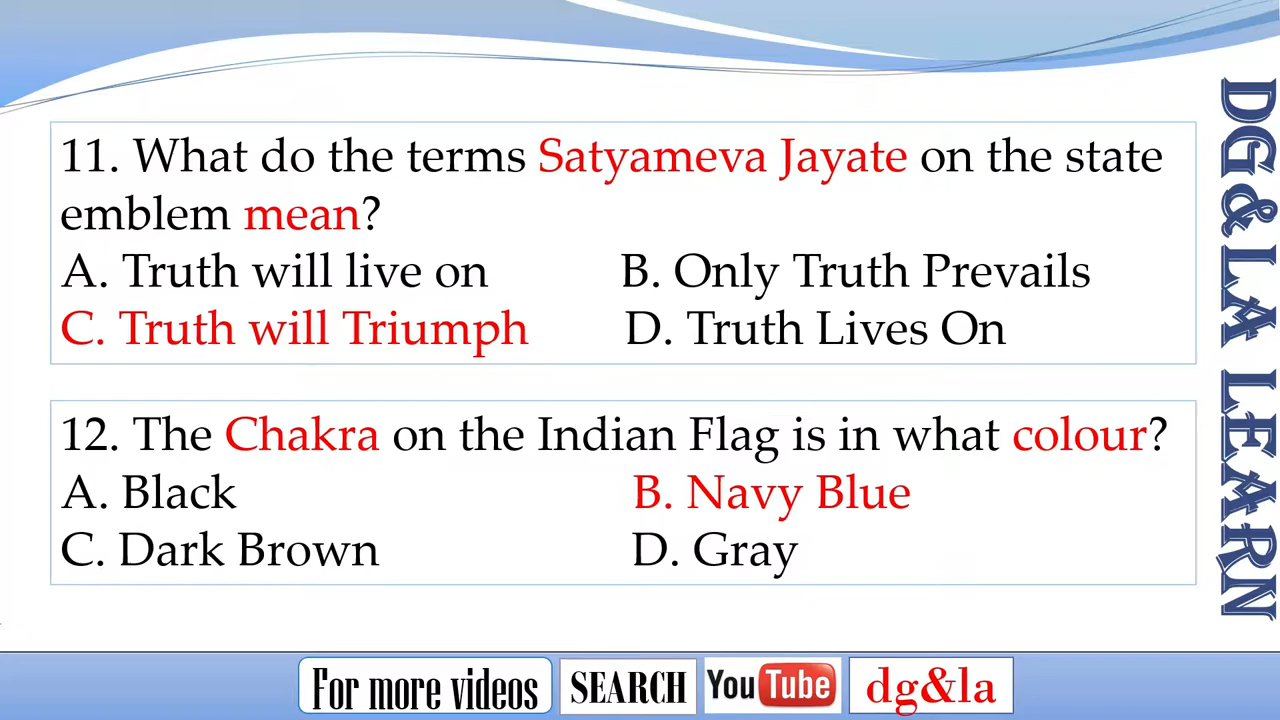 11. What do the terms Satyameva Jayate on the state
emblem mean?
A. Truth will live on B. Only Truth Prevails
C. Truth will Triumph D. Truth Lives On
12. The Chakra on the Indian Flag is in what colour?
A. Black B. Navy Blue
C. Dark Brown D. Gray
DG&LA LEARN
For more videos SEARCH YouTube dg&la